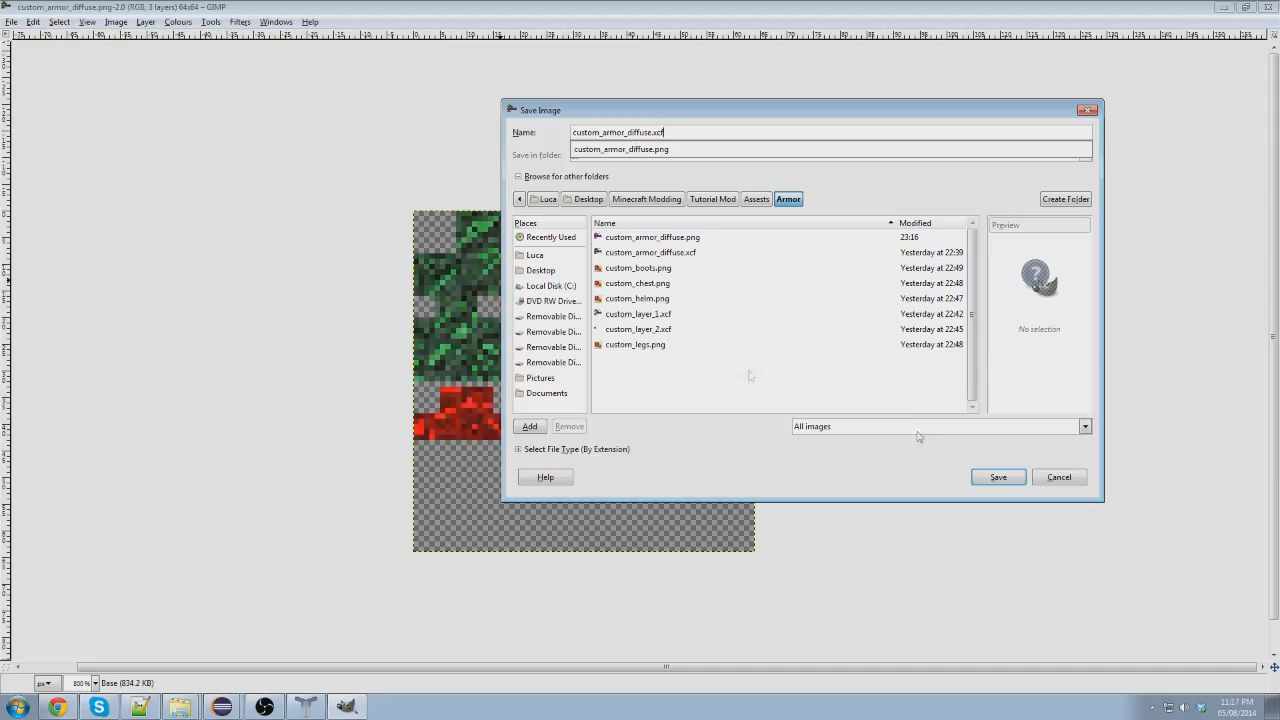 custom_armor_diffuse.png-2.0 (RGB, 3 layers) 64x64 – GIMP
File Edit Select View Image Layer Colours Tools Filters Windows Help
Save Image
Name: custom_armor_diffuse.xcf
custom_armor_diffuse.png
Save in folder:
Browse for other folders
Luca Desktop Minecraft Modding Tutorial Mod Assests Armor Create Folder
Places Name Modified Preview
Recently Used custom_armor_diffuse.png 23:16
Luca custom_armor_diffuse.xcf Yesterday at 22:39
Desktop custom_boots.png Yesterday at 22:49
Local Disk (C:) custom_chest.png Yesterday at 22:48
DVD RW Drive... custom_helm.png Yesterday at 22:47
Removable Di... custom_layer_1.xcf Yesterday at 22:42
Removable Di... custom_layer_2.xcf Yesterday at 22:45
No selection
Removable Di... custom_legs.png Yesterday at 22:48
Removable Di...
Pictures
Documents
Add Remove All images
Select File Type (By Extension)
Help Save Cancel
px 800% Base (834.2 KB)
11:17 PM
05/08/2014